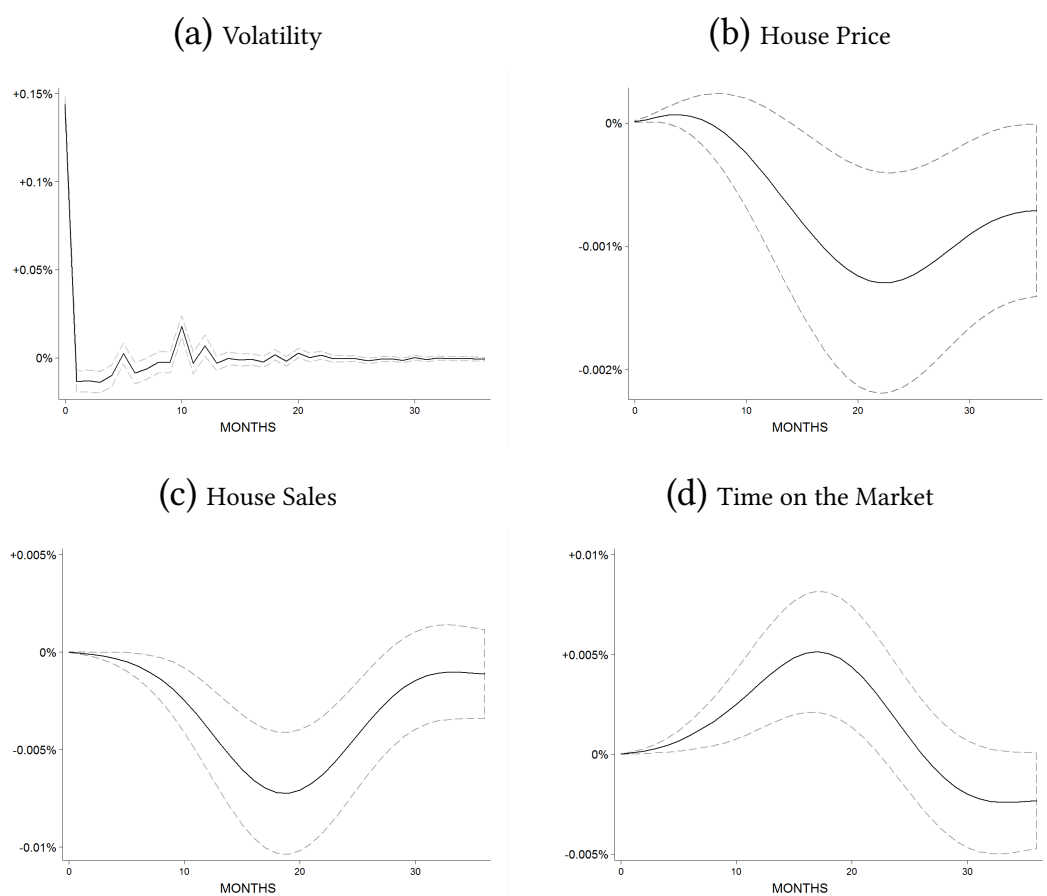 (a) Volatility
+0.15%
+0.1%
+0.05%
0%
0 10 20 30
MONTHS
(b) House Price
0%
-0.001%
-0.002%
0 10 20 30
MONTHS
(c) House Sales
+0.005%
0%
-0.005%
-0.01%
0 10 20 30
MONTHS
(d) Time on the Market
+0.01%
+0.005%
0%
-0.005%
0 10 20 30
MONTHS